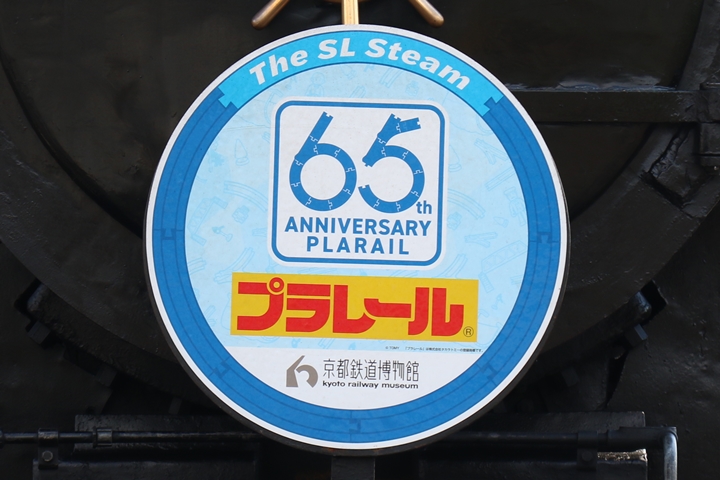 The SL Steam
65th
ANNIVERSARY
PLARAIL
プラレール®
京都鉄道博物館
kyoto railway museum